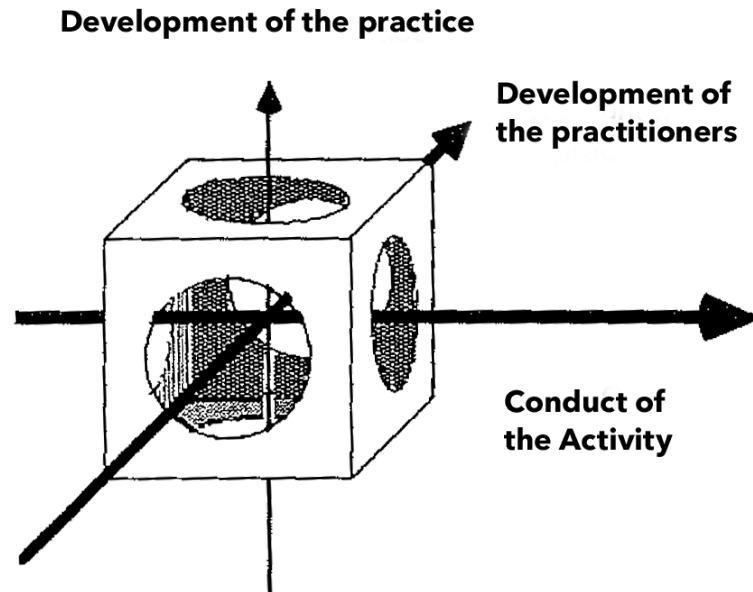 Development of the practice
Development of
the practitioners
Conduct of
the Activity